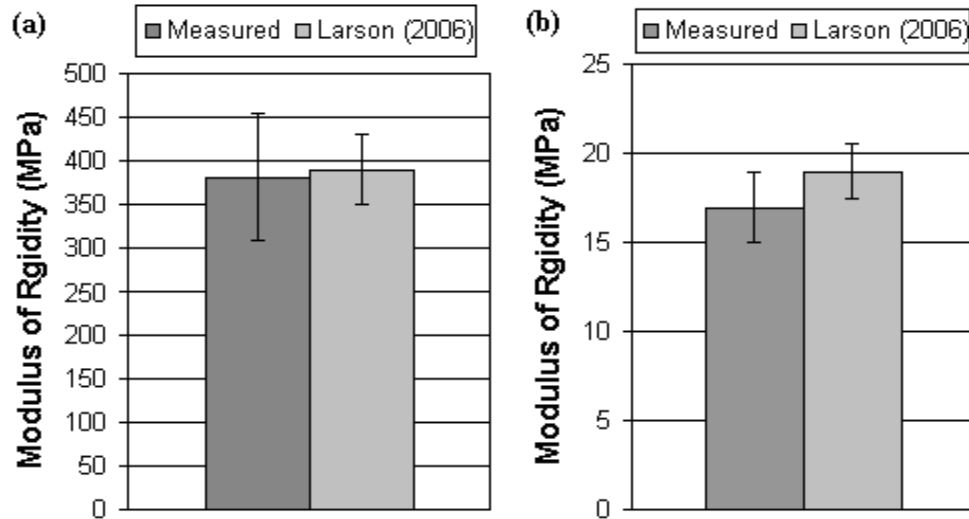 (a)
Measured Larson (2006)
Modulus of Rgidity (MPa)
500
450
400
350
300
250
200
150
100
50
0
(b)
Measured Larson (2006)
Modulus of Rgidity (MPa)
25
20
15
10
5
0